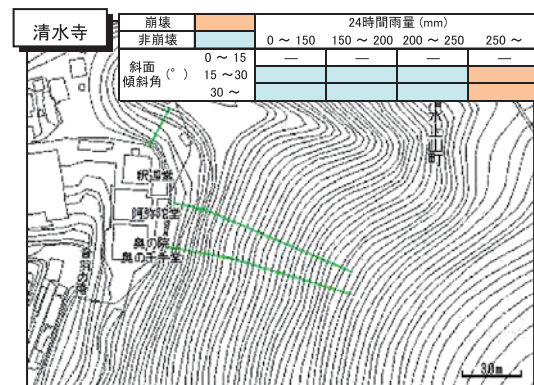 清水寺
崩壊 24時間雨量 (mm)
非崩壊 0 ～ 150 150 ～ 200 200 ～ 250 250 ～
斜面傾斜角 (°) 0 ～ 15 — — — —
15 ～30
30 ～
清水上山町
釈迦堂
阿弥陀堂
奥の院
奥の千手堂
30m